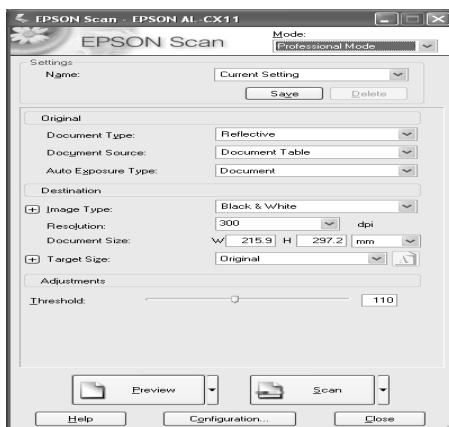 EPSON Scan - EPSON AL-CX11
EPSON Scan
Mode:
Professional Mode
Settings
Name: Current Setting
Save Delete
Original
Document Type: Reflective
Document Source: Document Table
Auto Exposure Type: Document
Destination
Image Type: Black & White
Resolution: 300 dpi
Document Size: W 215.9 H 297.2 mm
Target Size: Original
Adjustments
Threshold: 110
Preview Scan
Help Configuration... Close